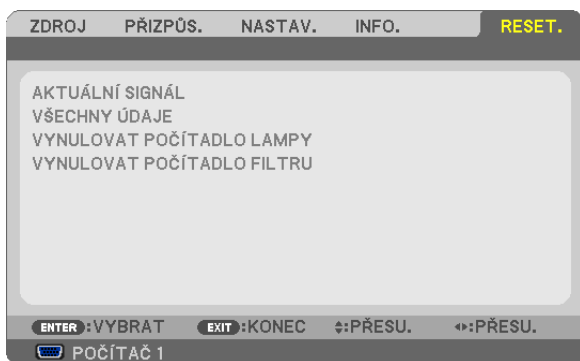 ZDROJ PŘIZPŮS. NASTAV. INFO. RESET.
AKTUÁLNÍ SIGNÁL
VŠECHNY ÚDAJE
VYNULOVAT POČÍTADLO LAMPY
VYNULOVAT POČÍTADLO FILTRU
ENTER :VYBRAT EXIT :KONEC :PŘESU. :PŘESU.
POČÍTAČ 1